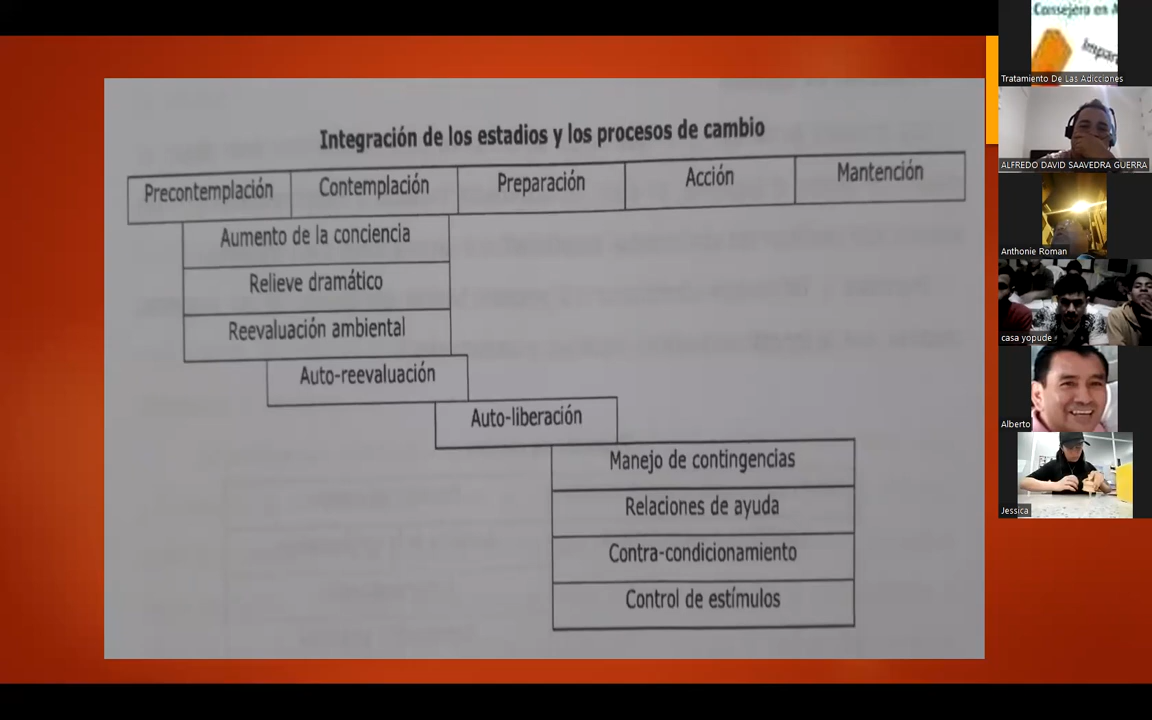 Integración de los estadios y los procesos de cambio
Precontemplación
Contemplación
Preparación
Acción
Mantención
Aumento de la conciencia
Relieve dramático
Reevaluación ambiental
Auto-reevaluación
Auto-liberación
Manejo de contingencias
Relaciones de ayuda
Contra-condicionamiento
Control de estímulos
Consejero en
Tratamiento De Las Adicciones
ALFREDO DAVID SAAVEDRA GUERRA
Anthonie Roman
casa yopude
Alberto
Jessica